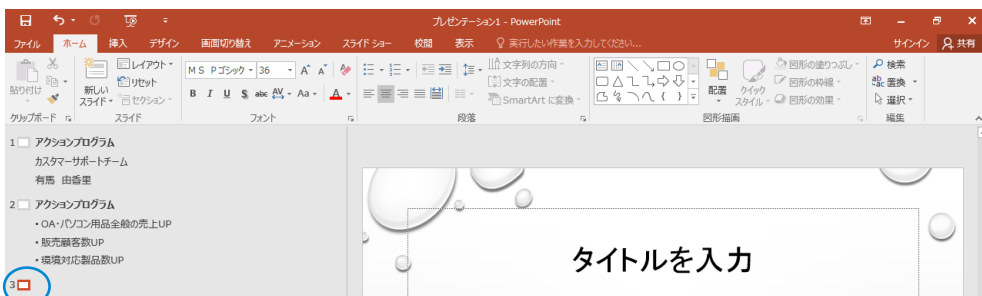 プレゼンテーション1 - PowerPoint
ファイル ホーム 挿入 デザイン 画面切り替え アニメーション スライド ショー 校閲 表示 実行したい作業を入力してください... サインイン 共有
貼り付け
新しいスライド
レイアウト
リセット
セクション
ＭＳ Ｐゴシック 36 A A
B I U S abc AV Aa A
文字列の方向
文字の配置
SmartArt に変換
配置
クイックスタイル
図形の塗りつぶし
図形の枠線
図形の効果
検索
置換
選択
クリップボード スライド フォント 段落 図形描画 編集
1 アクションプログラム
カスタマーサポートチーム
有馬 由香里
2 アクションプログラム
・OA・パソコン用品全般の売上UP
・販売顧客数UP
・環境対応製品数UP
3
タイトルを入力